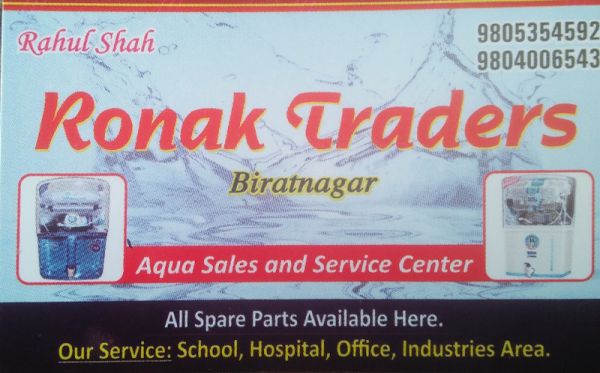 Rahul Shah
9805354592
9804006543
Ronak Traders
Biratnagar
Aqua Sales and Service Center
All Spare Parts Available Here.
Our Service: School, Hospital, Office, Industries Area.